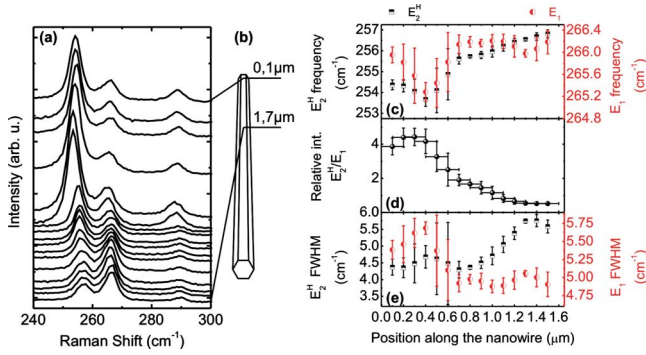 (a)
(b)
0,1μm
1,7μm
Intensity (arb. u.)
240 260 280 300
Raman Shift (cm⁻¹)
E₂ᴴ E₁
257
256
255
254
253
E₂ᴴ frequency
(cm⁻¹)
266.4
266.0
265.6
265.2
264.8
E₁ frequency
(cm⁻¹)
(c)
4
2
Relative int.
E₂ᴴ/E₁
(d)
6.0
5.5
5.0
4.5
4.0
3.5
E₂ᴴ FWHM
(cm⁻¹)
5.75
5.50
5.25
5.00
4.75
E₁ FWHM
(cm⁻¹)
(e)
0.0 0.2 0.4 0.6 0.8 1.0 1.2 1.4 1.6
Position along the nanowire (μm)